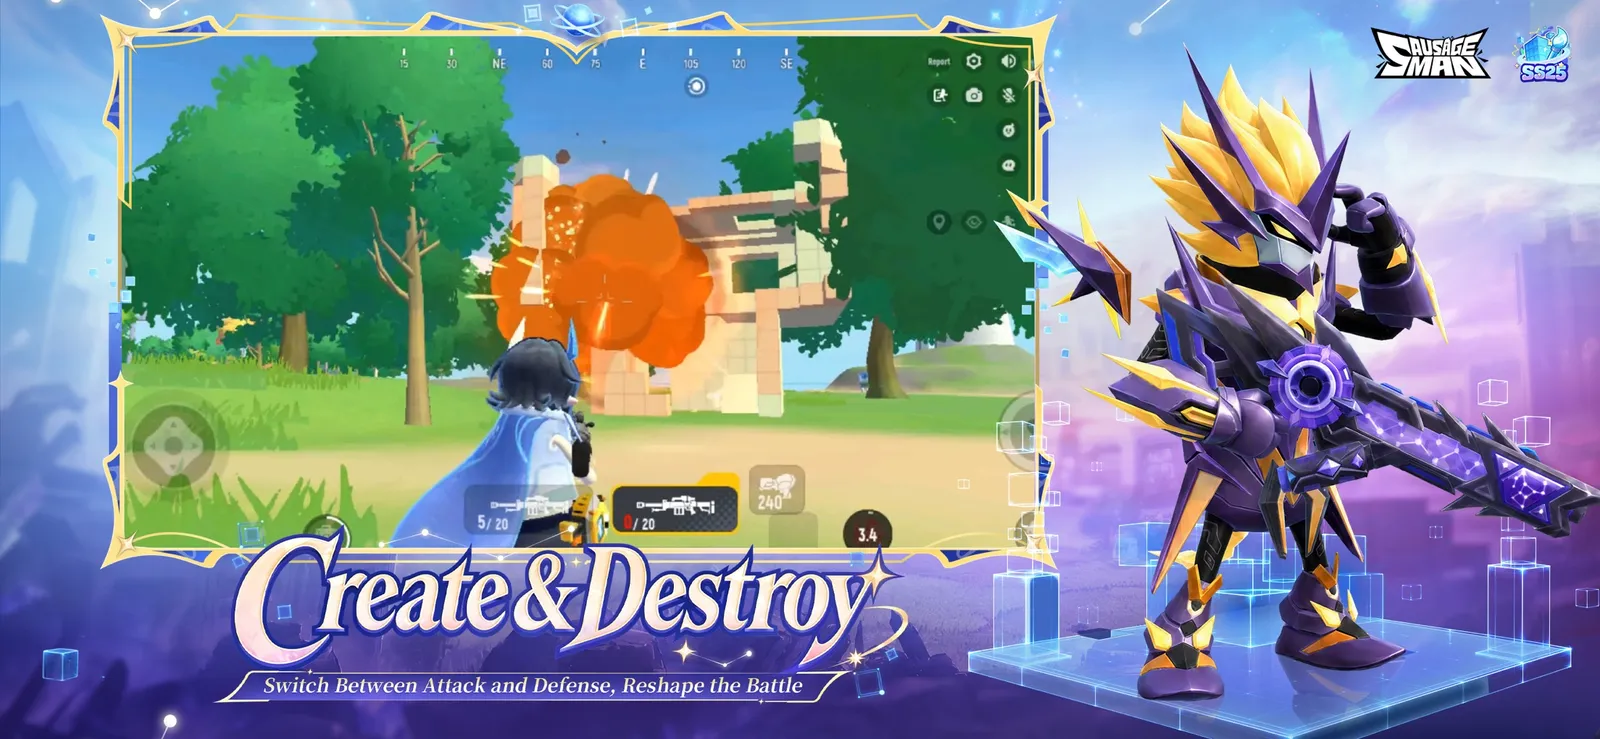 15 30 NE 60 75 E 105 120 SE
Report
SAUSAGE MAN
SS25
5/20
0/20
240
3.4
Create & Destroy
Switch Between Attack and Defense, Reshape the Battle